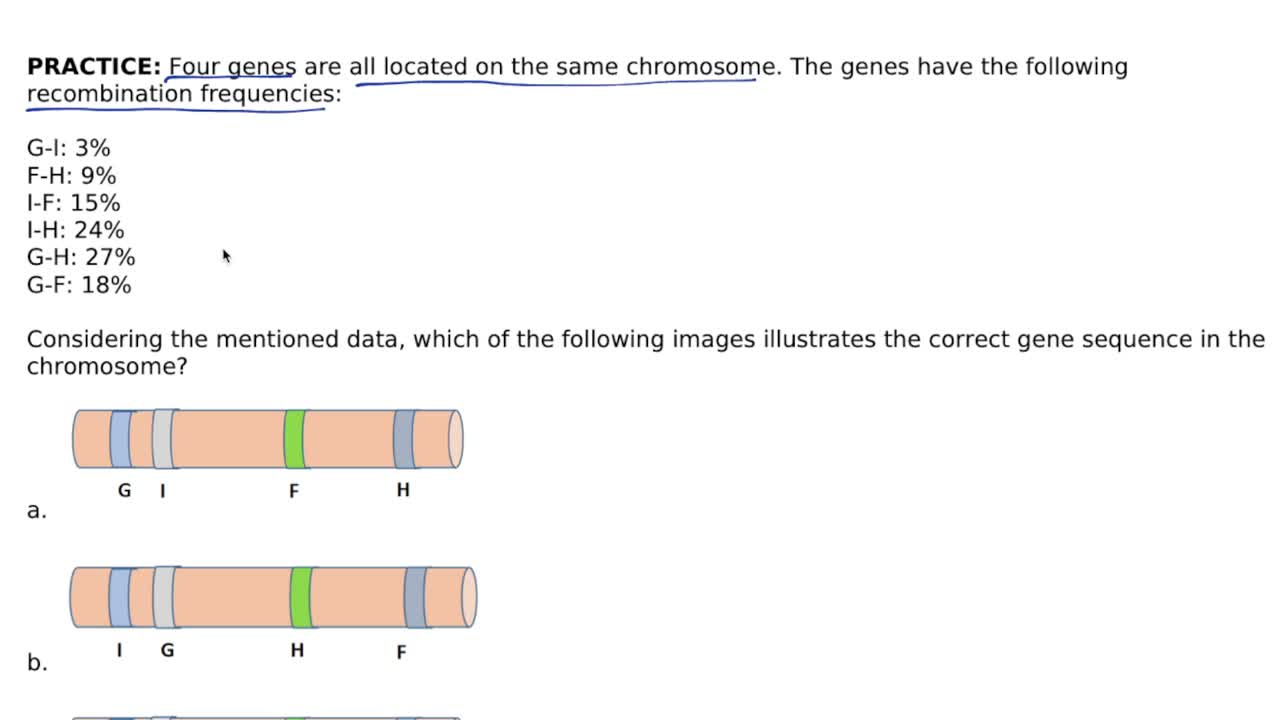 PRACTICE: Four genes are all located on the same chromosome. The genes have the following
recombination frequencies:
G-I: 3%
F-H: 9%
I-F: 15%
I-H: 24%
G-H: 27%
G-F: 18%
Considering the mentioned data, which of the following images illustrates the correct gene sequence in the
chromosome?
G I F H
a.
I G H F
b.